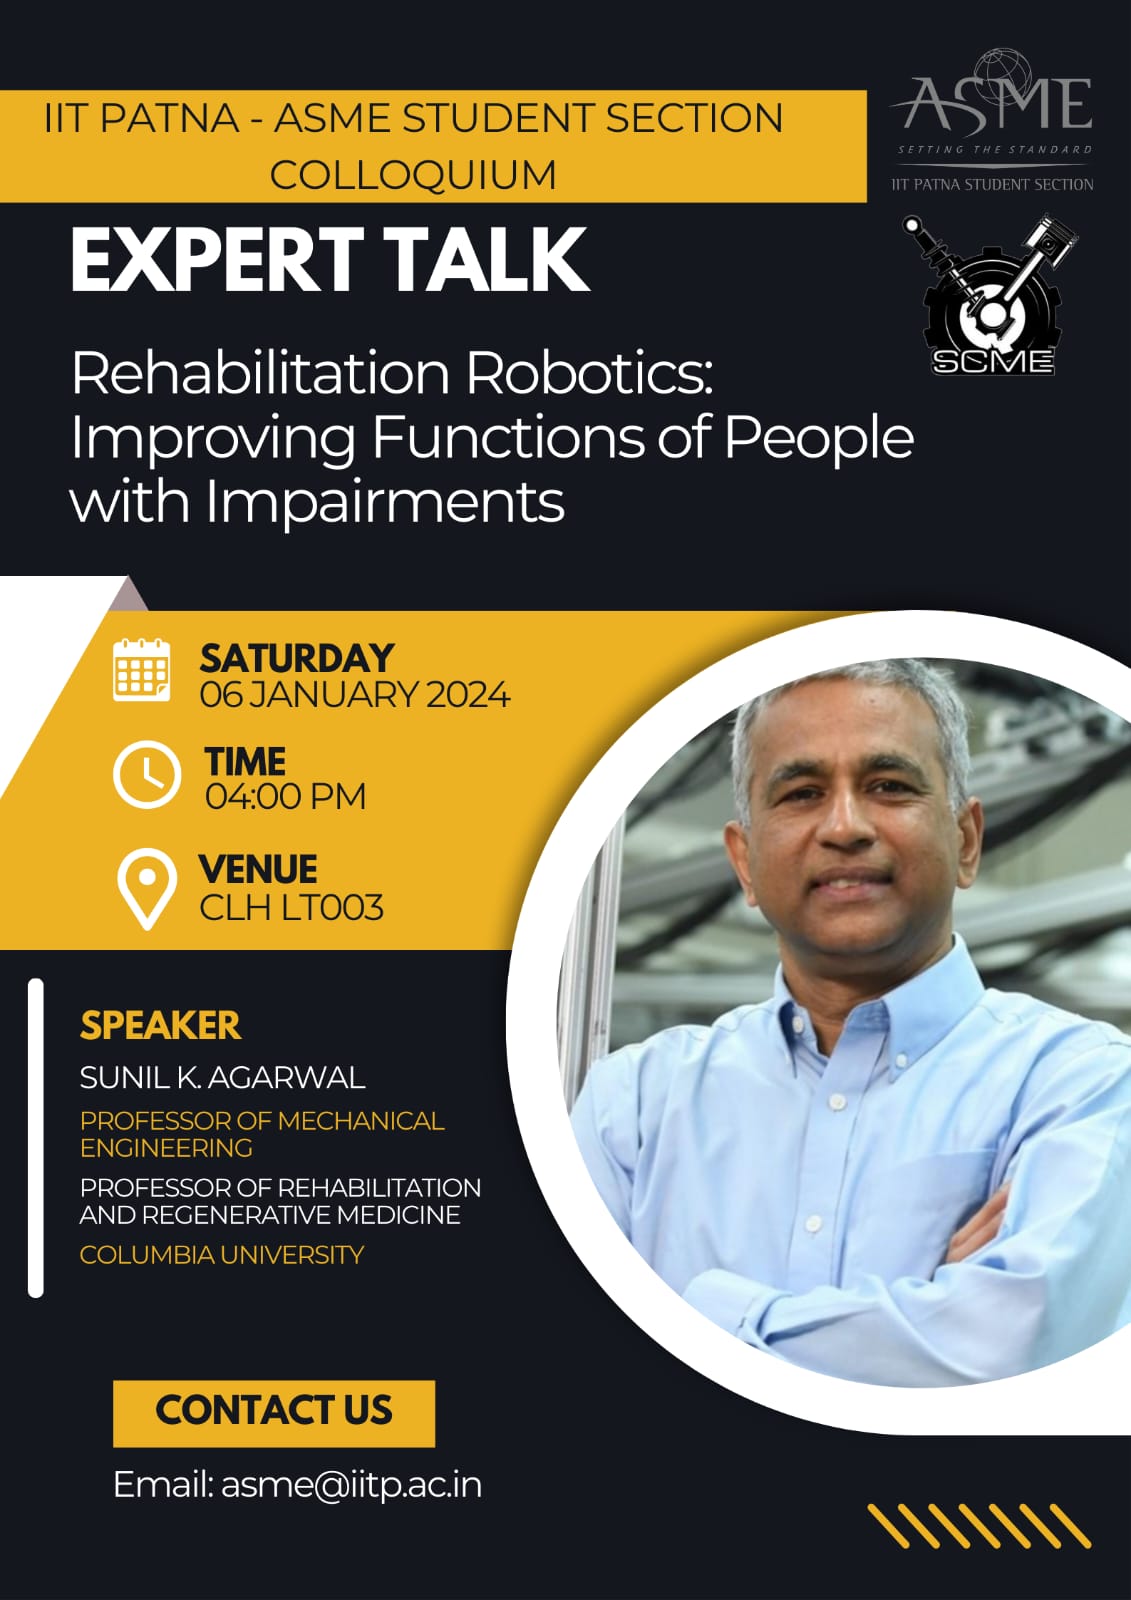 IIT PATNA - ASME STUDENT SECTION
COLLOQUIUM
ASME
SETTING THE STANDARD
IIT PATNA STUDENT SECTION
SCME
EXPERT TALK
Rehabilitation Robotics:
Improving Functions of People
with Impairments
SATURDAY
06 JANUARY 2024
TIME
04:00 PM
VENUE
CLH LT003
SPEAKER
SUNIL K. AGARWAL
PROFESSOR OF MECHANICAL
ENGINEERING
PROFESSOR OF REHABILITATION
AND REGENERATIVE MEDICINE
COLUMBIA UNIVERSITY
CONTACT US
Email: asme@iitp.ac.in